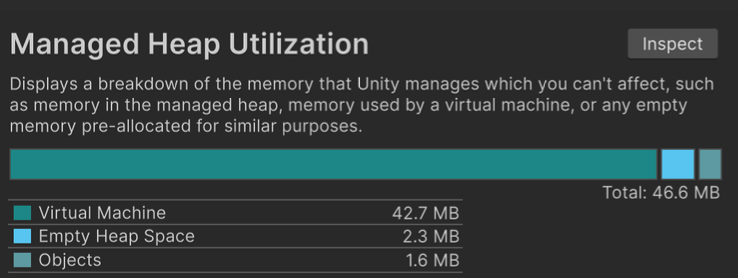 Managed Heap Utilization
Inspect
Displays a breakdown of the memory that Unity manages which you can't affect, such
as memory in the managed heap, memory used by a virtual machine, or any empty
memory pre-allocated for similar purposes.
Total: 46.6 MB
Virtual Machine 42.7 MB
Empty Heap Space 2.3 MB
Objects 1.6 MB